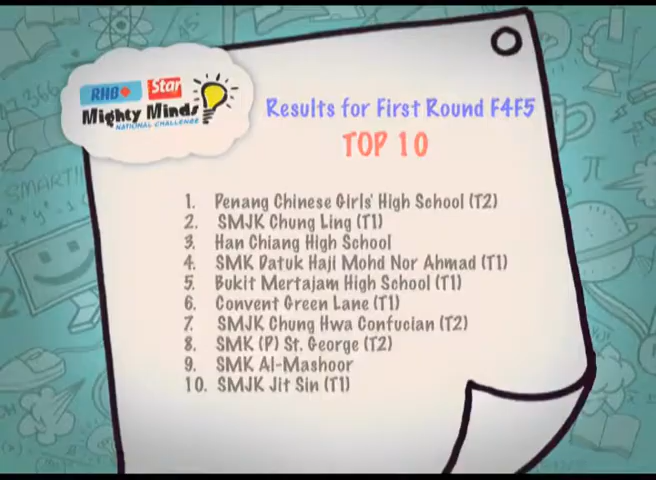 RHB Star
Mighty Minds
NATIONAL CHALLENGE
Results for First Round F4F5
TOP 10
1. Penang Chinese Girls' High School (T2)
2. SMJK Chung Ling (T1)
3. Han Chiang High School
4. SMK Datuk Haji Mohd Nor Ahmad (T1)
5. Bukit Mertajam High School (T1)
6. Convent Green Lane (T1)
7. SMJK Chung Hwa Confucian (T2)
8. SMK (P) St. George (T2)
9. SMK Al-Mashoor
10. SMJK Jit Sin (T1)
SMART!!
π